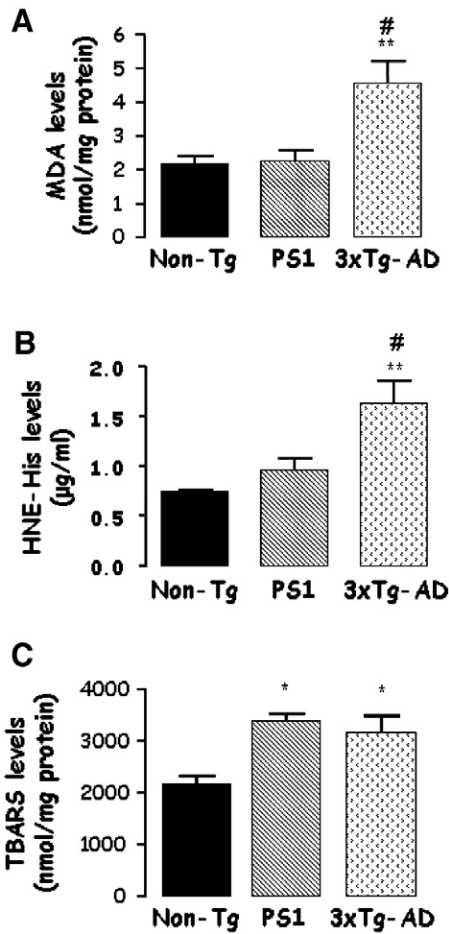 A
#
**
6
5
4
3
2
1
0
MDA levels
(nmol/mg protein)
Non-Tg PS1 3xTg-AD
B
#
**
2.0
1.5
1.0
0.5
0.0
HNE-His levels
(µg/ml)
Non-Tg PS1 3xTg-AD
C
* *
4000
3000
2000
1000
0
TBARS levels
(nmol/mg protein)
Non-Tg PS1 3xTg-AD